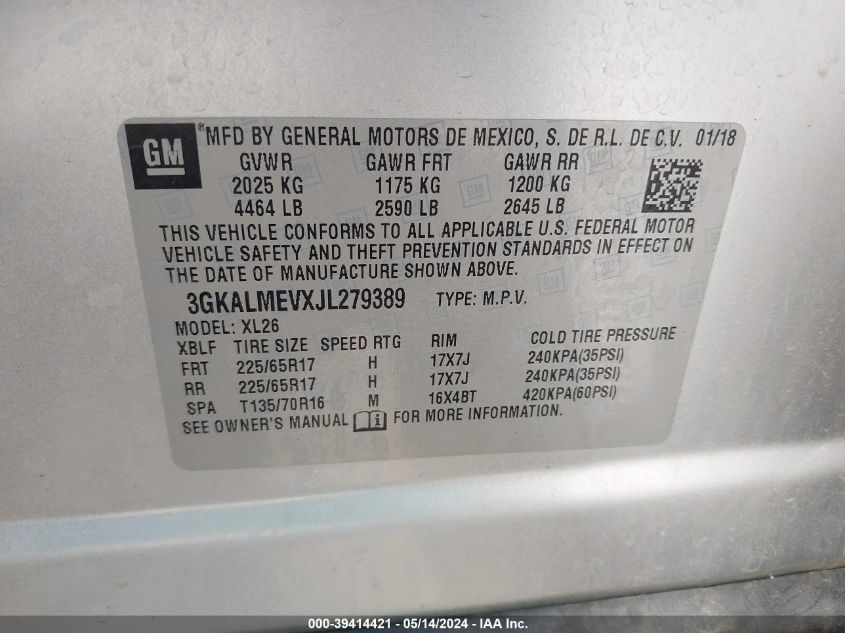 GM ® MFD BY GENERAL MOTORS DE MEXICO, S. DE R.L. DE C.V. 01/18
GVWR GAWR FRT GAWR RR
2025 KG 1175 KG 1200 KG
4464 LB 2590 LB 2645 LB
THIS VEHICLE CONFORMS TO ALL APPLICABLE U.S. FEDERAL MOTOR
VEHICLE SAFETY AND THEFT PREVENTION STANDARDS IN EFFECT ON
THE DATE OF MANUFACTURE SHOWN ABOVE.
3GKALMEVXJL279389 TYPE: M.P.V.
MODEL: XL26
XBLF TIRE SIZE SPEED RTG RIM COLD TIRE PRESSURE
FRT 225/65R17 H 17X7J 240KPA(35PSI)
RR 225/65R17 H 17X7J 240KPA(35PSI)
SPA T135/70R16 M 16X4BT 420KPA(60PSI)
SEE OWNER'S MANUAL i FOR MORE INFORMATION.
000-39414421 - 05/14/2024 - IAA Inc.